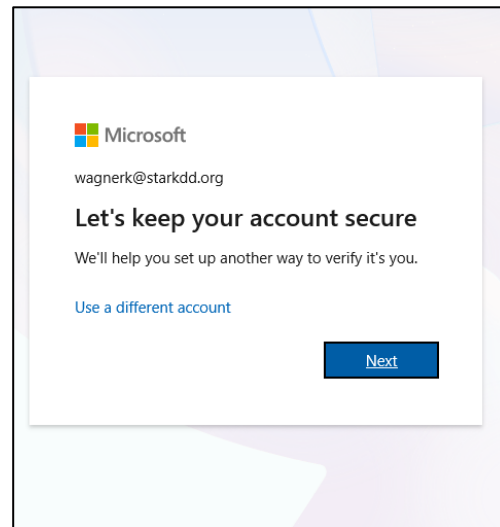 Microsoft
wagnerk@starkdd.org
Let's keep your account secure
We'll help you set up another way to verify it's you.
Use a different account
Next